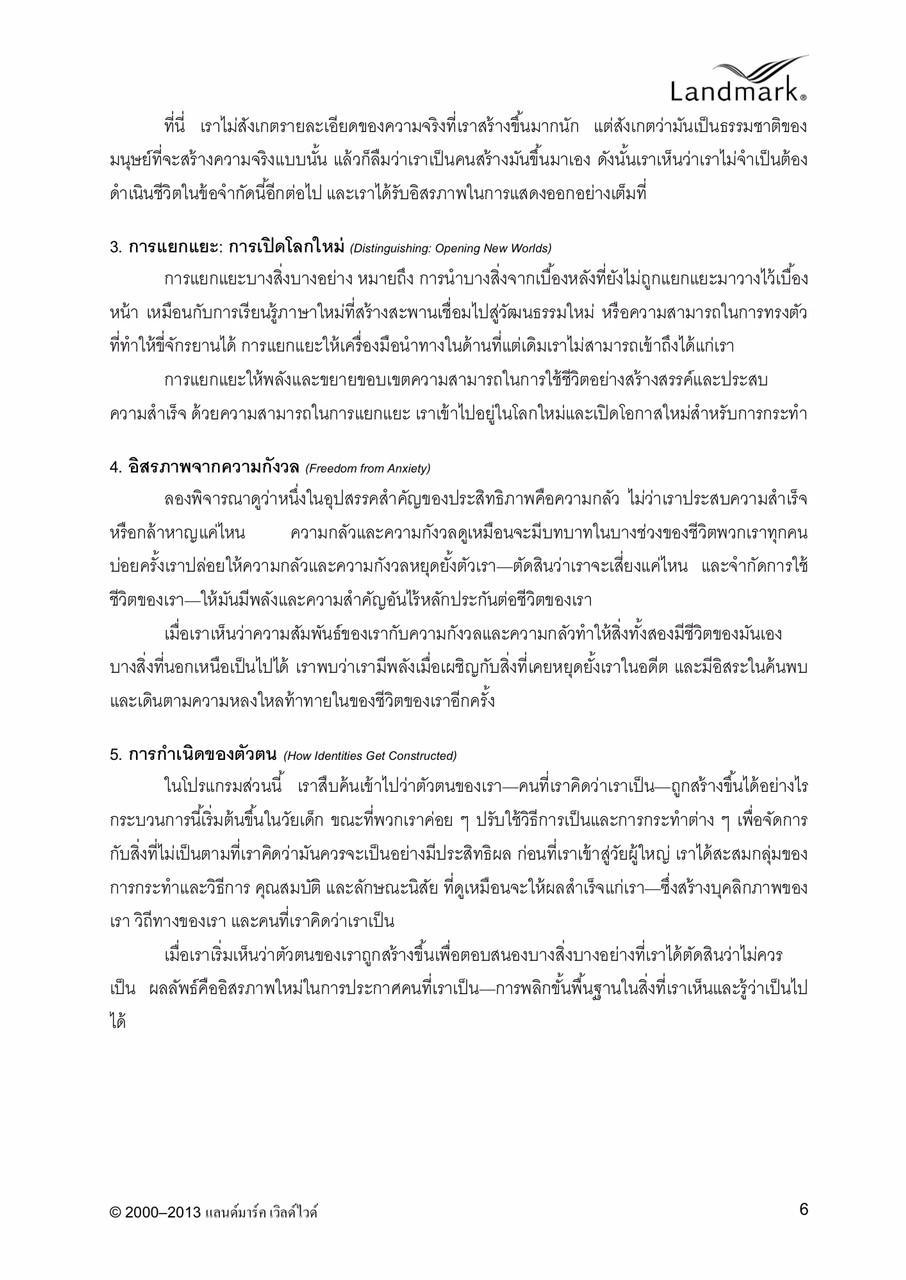 Landmark®
ที่นี่ เราไม่สังเกตรายละเอียดของความจริงที่เราสร้างขึ้นมากนัก แต่สังเกตว่ามันเป็นธรรมชาติของ
มนุษย์ที่จะสร้างความจริงแบบนั้น แล้วก็ลืมว่าเราเป็นคนสร้างมันขึ้นมาเอง ดังนั้นเราเห็นว่าเราไม่จำเป็นต้อง
ดำเนินชีวิตในข้อจำกัดนี้อีกต่อไป และเราได้รับอิสรภาพในการแสดงออกอย่างเต็มที่
3. การแยกแยะ: การเปิดโลกใหม่ (Distinguishing: Opening New Worlds)
การแยกแยะบางสิ่งบางอย่าง หมายถึง การนำบางสิ่งจากเบื้องหลังที่ยังไม่ถูกแยกแยะมาวางไว้เบื้อง
หน้า เหมือนกับการเรียนรู้ภาษาใหม่ที่สร้างสะพานเชื่อมไปสู่วัฒนธรรมใหม่ หรือความสามารถในการทรงตัว
ที่ทำให้ขี่จักรยานได้ การแยกแยะให้เครื่องมือนำทางในด้านที่แต่เดิมเราไม่สามารถเข้าถึงได้แก่เรา
การแยกแยะให้พลังและขยายขอบเขตความสามารถในการใช้ชีวิตอย่างสร้างสรรค์และประสบ
ความสำเร็จ ด้วยความสามารถในการแยกแยะ เราเข้าไปอยู่ในโลกใหม่และเปิดโอกาสใหม่สำหรับการกระทำ
4. อิสรภาพจากความกังวล (Freedom from Anxiety)
ลองพิจารณาดูว่าหนึ่งในอุปสรรคสำคัญของประสิทธิภาพคือความกลัว ไม่ว่าเราประสบความสำเร็จ
หรือกล้าหาญแค่ไหน ความกลัวและความกังวลดูเหมือนจะมีบทบาทในบางช่วงของชีวิตพวกเราทุกคน
บ่อยครั้งเราปล่อยให้ความกลัวและความกังวลหยุดยั้งตัวเรา—ตัดสินว่าเราจะเสี่ยงแค่ไหน และจำกัดการใช้
ชีวิตของเรา—ให้มันมีพลังและความสำคัญอันไร้หลักประกันต่อชีวิตของเรา
เมื่อเราเห็นว่าความสัมพันธ์ของเรากับความกังวลและความกลัวทำให้สิ่งทั้งสองมีชีวิตของมันเอง
บางสิ่งที่นอกเหนือเป็นไปได้ เราพบว่าเรามีพลังเมื่อเผชิญกับสิ่งที่เคยหยุดยั้งเราในอดีต และมีอิสระในค้นพบ
และเดินตามความหลงใหลท้าทายในของชีวิตของเราอีกครั้ง
5. การกำเนิดของตัวตน (How Identities Get Constructed)
ในโปรแกรมส่วนนี้ เราสืบค้นเข้าไปว่าตัวตนของเรา—คนที่เราคิดว่าเราเป็น—ถูกสร้างขึ้นได้อย่างไร
กระบวนการนี้เริ่มต้นขึ้นในวัยเด็ก ขณะที่พวกเราค่อย ๆ ปรับใช้วิธีการเป็นและการกระทำต่าง ๆ เพื่อจัดการ
กับสิ่งที่ไม่เป็นตามที่เราคิดว่ามันควรจะเป็นอย่างมีประสิทธิผล ก่อนที่เราเข้าสู่วัยผู้ใหญ่ เราได้สะสมกลุ่มของ
การกระทำและวิธีการ คุณสมบัติ และลักษณะนิสัย ที่ดูเหมือนจะให้ผลสำเร็จแก่เรา—ซึ่งสร้างบุคลิกภาพของ
เรา วิถีทางของเรา และคนที่เราคิดว่าเราเป็น
เมื่อเราเริ่มเห็นว่าตัวตนของเราถูกสร้างขึ้นเพื่อตอบสนองบางสิ่งบางอย่างที่เราได้ตัดสินว่าไม่ควร
เป็น ผลลัพธ์คืออิสรภาพใหม่ในการประกาศคนที่เราเป็น—การพลิกขั้นพื้นฐานในสิ่งที่เราเห็นและรู้ว่าเป็นไป
ได้
© 2000–2013 แลนด์มาร์ค เวิลด์ไวด์ 6